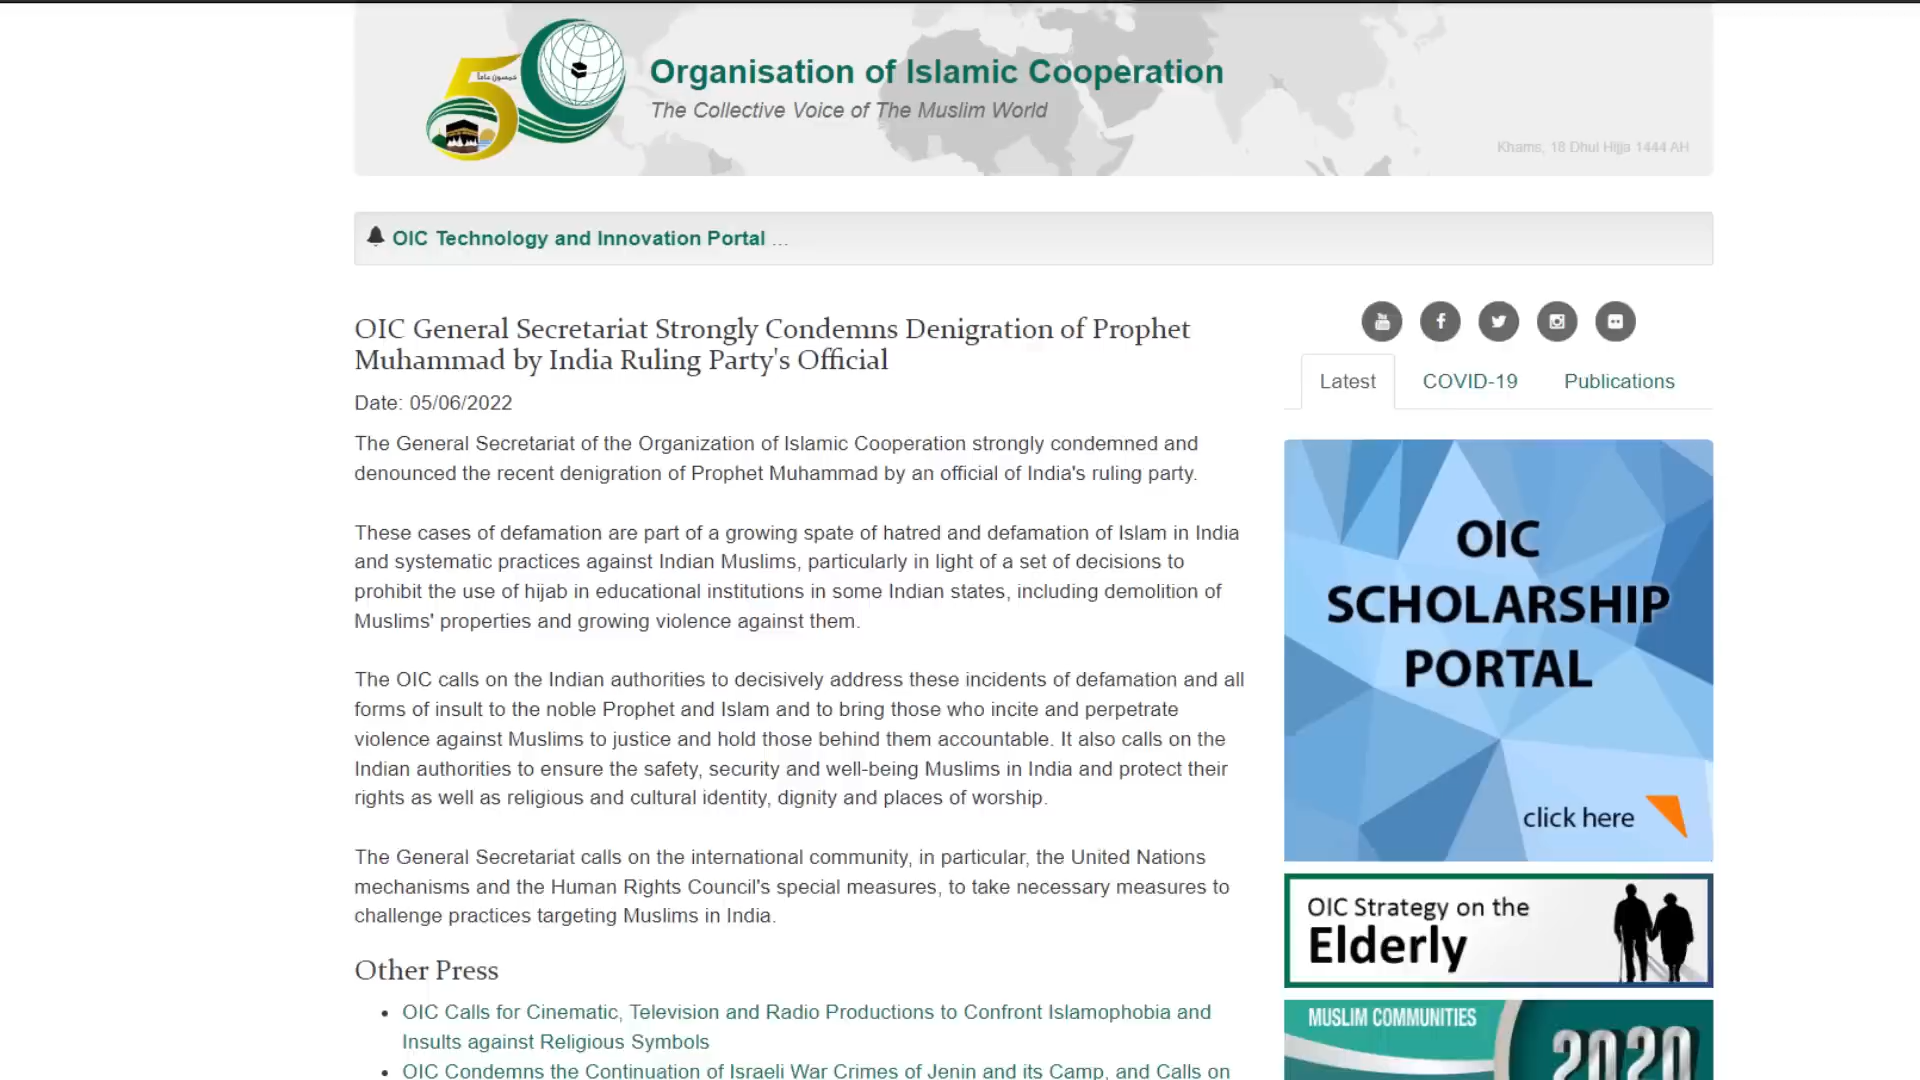 خمسون عاماً
Organisation of Islamic Cooperation
The Collective Voice of The Muslim World
Khams, 18 Dhul Hijja 1444 AH
OIC Technology and Innovation Portal ...
OIC General Secretariat Strongly Condemns Denigration of Prophet
Muhammad by India Ruling Party's Official
Date: 05/06/2022
The General Secretariat of the Organization of Islamic Cooperation strongly condemned and
denounced the recent denigration of Prophet Muhammad by an official of India's ruling party.
These cases of defamation are part of a growing spate of hatred and defamation of Islam in India
and systematic practices against Indian Muslims, particularly in light of a set of decisions to
prohibit the use of hijab in educational institutions in some Indian states, including demolition of
Muslims' properties and growing violence against them.
The OIC calls on the Indian authorities to decisively address these incidents of defamation and all
forms of insult to the noble Prophet and Islam and to bring those who incite and perpetrate
violence against Muslims to justice and hold those behind them accountable. It also calls on the
Indian authorities to ensure the safety, security and well-being Muslims in India and protect their
rights as well as religious and cultural identity, dignity and places of worship.
The General Secretariat calls on the international community, in particular, the United Nations
mechanisms and the Human Rights Council's special measures, to take necessary measures to
challenge practices targeting Muslims in India.
Other Press
OIC Calls for Cinematic, Television and Radio Productions to Confront Islamophobia and
Insults against Religious Symbols
OIC Condemns the Continuation of Israeli War Crimes of Jenin and its Camp, and Calls on
Latest COVID-19 Publications
OIC
SCHOLARSHIP
PORTAL
click here
OIC Strategy on the
Elderly
MUSLIM COMMUNITIES
2020